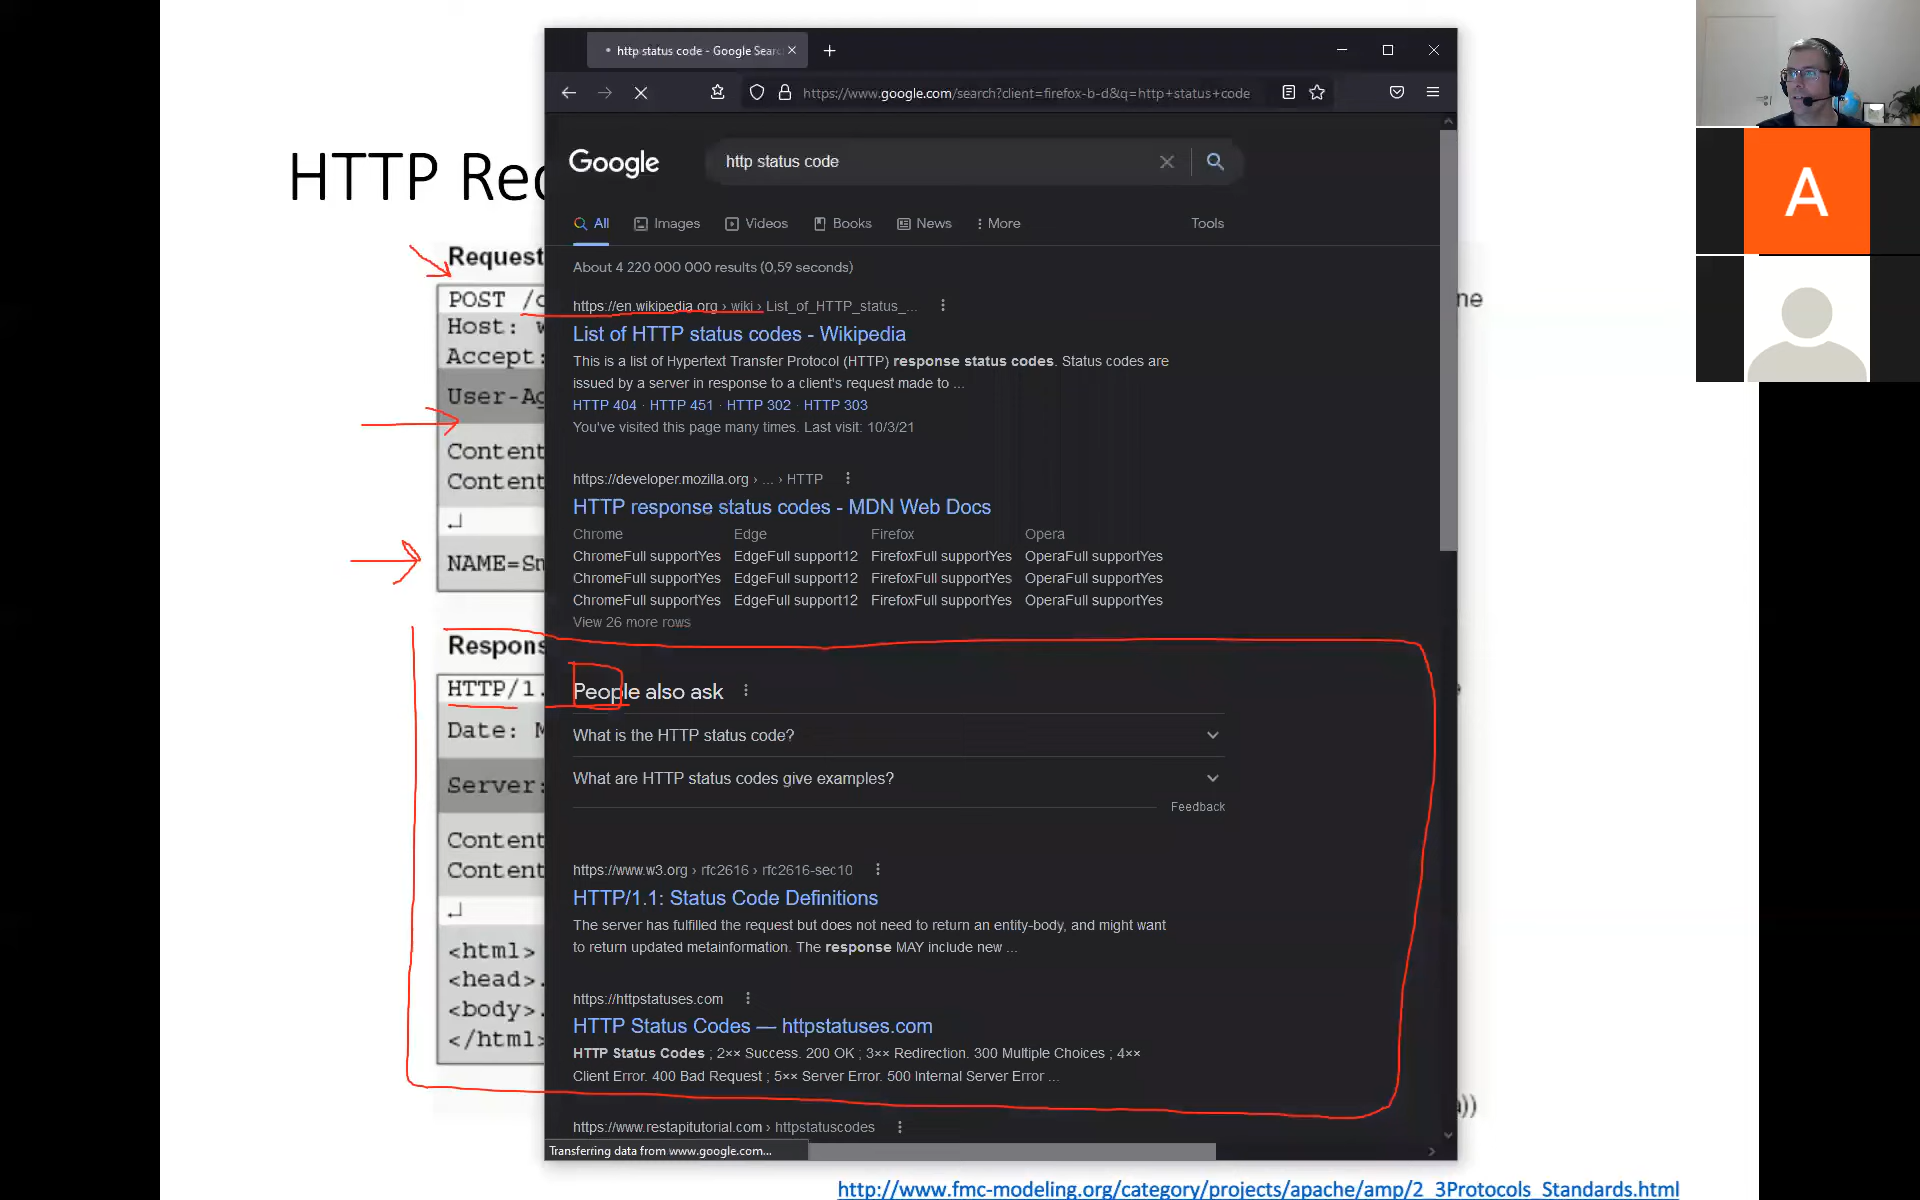 http status code - Google Searc
https://www.google.com/search?client=firefox-b-d&q=http+status+code
Google
http status code
All
Images
Videos
Books
News
More
Tools
About 4 220 000 000 results (0,59 seconds)
https://en.wikipedia.org › wiki › List_of_HTTP_status_...
List of HTTP status codes - Wikipedia
This is a list of Hypertext Transfer Protocol (HTTP) response status codes. Status codes are
issued by a server in response to a client's request made to ...
HTTP 404 · HTTP 451 · HTTP 302 · HTTP 303
You've visited this page many times. Last visit: 10/3/21
https://developer.mozilla.org › ... › HTTP
HTTP response status codes - MDN Web Docs
Chrome Edge Firefox Opera
ChromeFull supportYes EdgeFull support12 FirefoxFull supportYes OperaFull supportYes
ChromeFull supportYes EdgeFull support12 FirefoxFull supportYes OperaFull supportYes
ChromeFull supportYes EdgeFull support12 FirefoxFull supportYes OperaFull supportYes
View 26 more rows
People also ask
What is the HTTP status code?
What are HTTP status codes give examples?
Feedback
https://www.w3.org › rfc2616 › rfc2616-sec10
HTTP/1.1: Status Code Definitions
The server has fulfilled the request but does not need to return an entity-body, and might want
to return updated metainformation. The response MAY include new ...
https://httpstatuses.com
HTTP Status Codes — httpstatuses.com
HTTP Status Codes ; 2×× Success. 200 OK ; 3×× Redirection. 300 Multiple Choices ; 4××
Client Error. 400 Bad Request ; 5×× Server Error. 500 Internal Server Error ...
https://www.restapitutorial.com › httpstatuscodes
Transferring data from www.google.com...
HTTP Rec
Request
POST /c
Host: w
Accept:
User-Ag
Content
Content
NAME=Sm
Respons
HTTP/1.
Date: M
Server:
Content
Content
<html>
<head>.
<body>.
</html>
ne
))
http://www.fmc-modeling.org/category/projects/apache/amp/2_3Protocols_Standards.html
A